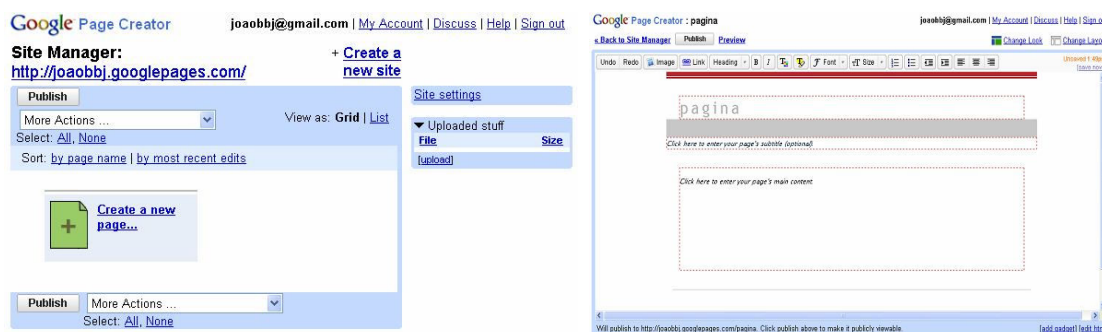 Google Page Creator
joaobbj@gmail.com | My Account | Discuss | Help | Sign out
Site Manager:
http://joaobbj.googlepages.com/
+ Create a
new site
Publish
More Actions ...
View as: Grid | List
Select: All, None
Sort: by page name | by most recent edits
Create a new
page...
Publish
More Actions ...
Select: All, None
Site settings
Uploaded stuff
File Size
[upload]
Google Page Creator : pagina
joaobbj@gmail.com | My Account | Discuss | Help | Sign o
« Back to Site Manager Publish Preview
Change Look Change Layo
Undo Redo Image Link Heading B I T T Font T Size
Unsaved
[save now
pagina
Click here to enter your page's subtitle (optional).
Click here to enter your page's main content
Will publish to http://joaobbj.googlepages.com/pagina. Click publish above to make it publicly viewable.
[add gadget] [edit htm